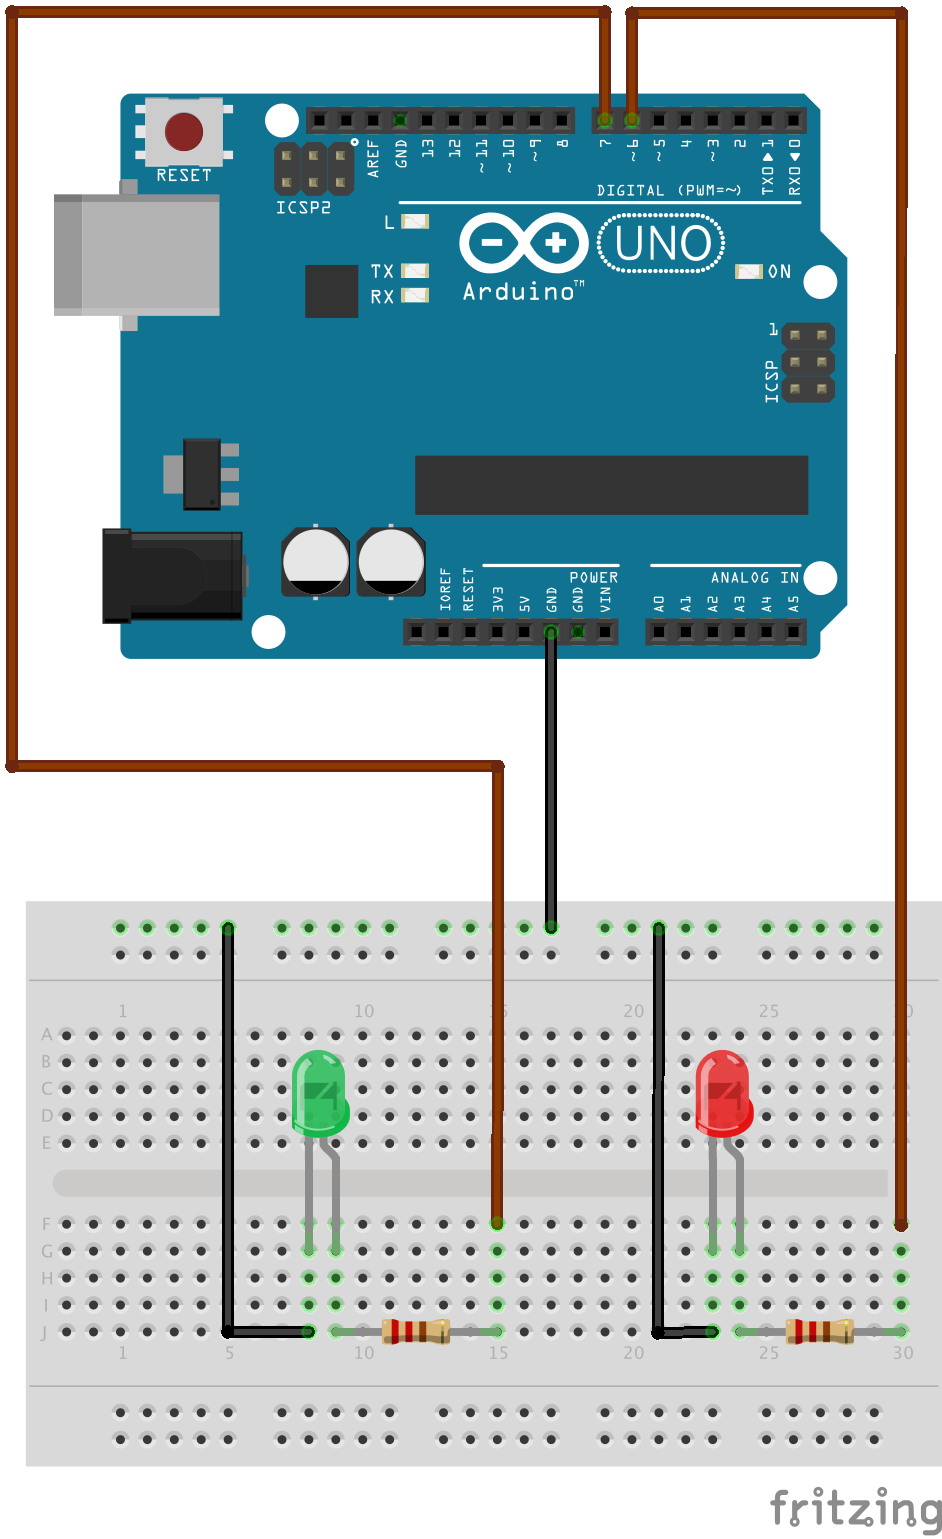 RESET
ICSP2
AREF
GND
13
12
~11
~10
~9
8
7
~6
~5
4
~3
2
TX0▶1
RX0◀0
DIGITAL (PWM=~)
L
TX
RX
UNO
Arduino™
ON
1
ICSP
IOREF
RESET
3V3
5V
GND
GND
VIN
POWER
A0
A1
A2
A3
A4
A5
ANALOG IN
1 10 15 20 25 30
A
B
C
D
E
F
G
H
I
J
1 5 10 15 20 25 30
fritzing